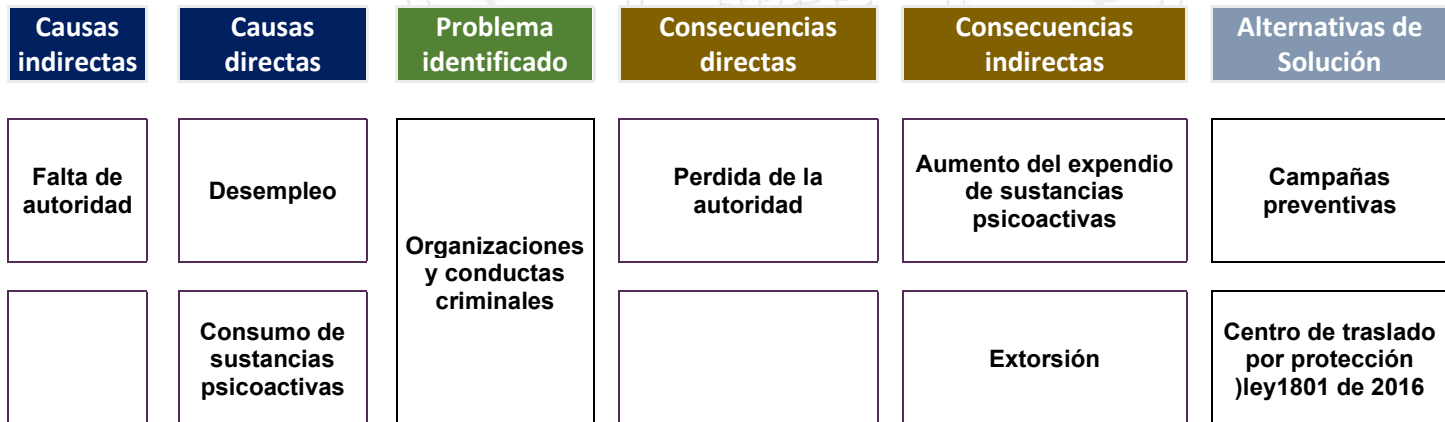 Causas
indirectas
Causas
directas
Problema
identificado
Consecuencias
directas
Consecuencias
indirectas
Alternativas de
Solución
Falta de
autoridad
Desempleo
Organizaciones
y conductas
criminales
Perdida de la
autoridad
Aumento del expendio
de sustancias
psicoactivas
Campañas
preventivas
Consumo de
sustancias
psicoactivas
Extorsión
Centro de traslado
por protección
)ley1801 de 2016